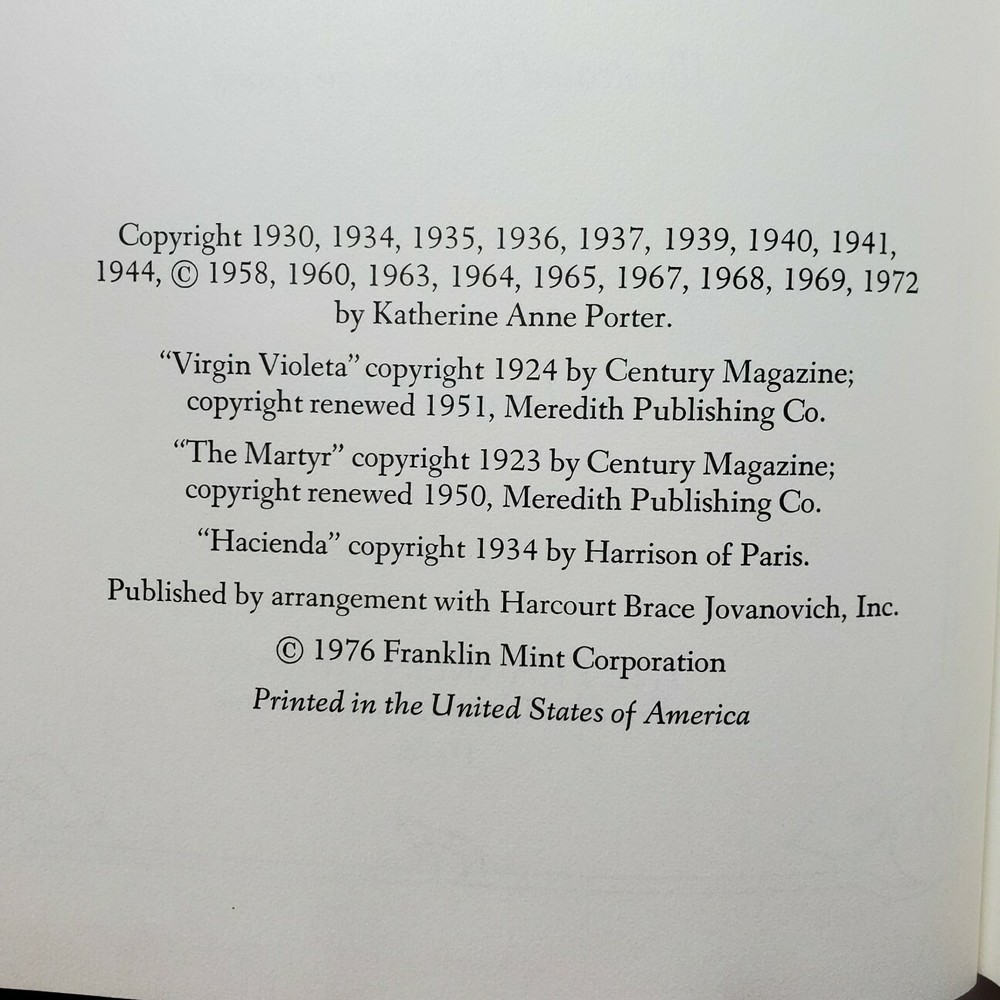 Copyright 1930, 1934, 1935, 1936, 1937, 1939, 1940, 1941,
1944, © 1958, 1960, 1963, 1964, 1965, 1967, 1968, 1969, 1972
by Katherine Anne Porter.
“Virgin Violeta” copyright 1924 by Century Magazine;
copyright renewed 1951, Meredith Publishing Co.
“The Martyr” copyright 1923 by Century Magazine;
copyright renewed 1950, Meredith Publishing Co.
“Hacienda” copyright 1934 by Harrison of Paris.
Published by arrangement with Harcourt Brace Jovanovich, Inc.
© 1976 Franklin Mint Corporation
Printed in the United States of America